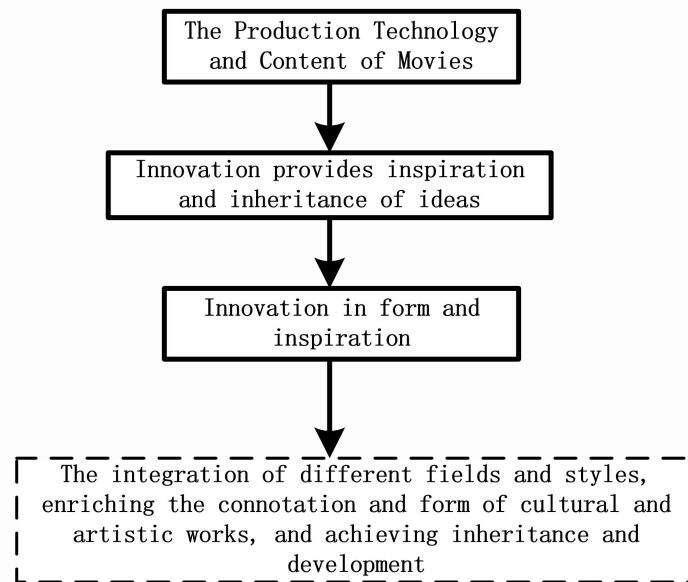 The Production Technology
and Content of Movies
Innovation provides inspiration
and inheritance of ideas
Innovation in form and
inspiration
The integration of different fields and styles,
enriching the connotation and form of cultural and
artistic works, and achieving inheritance and
development